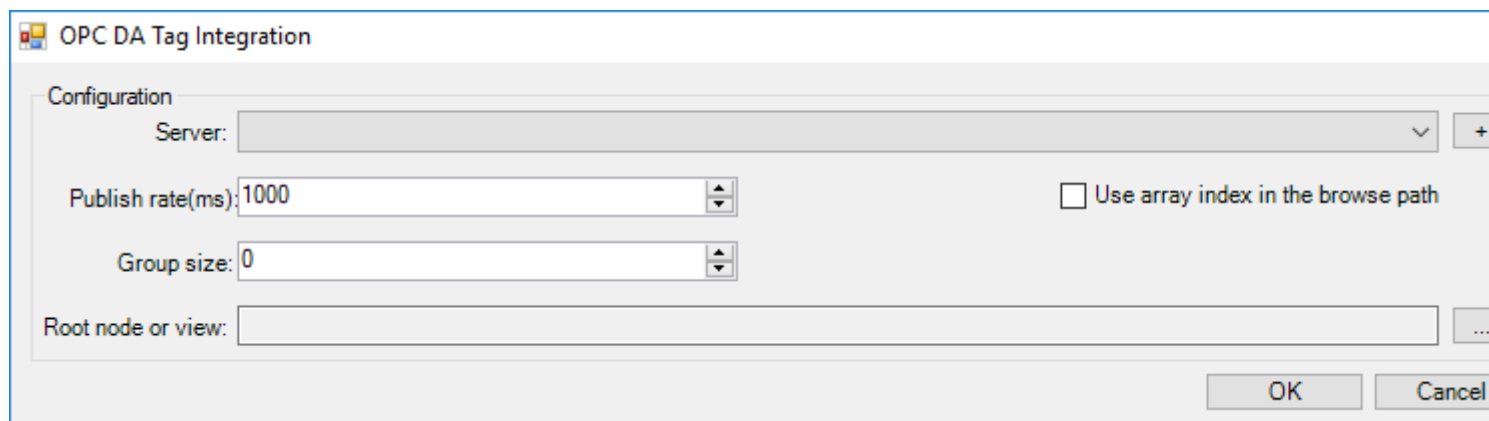 OPC DA Tag Integration
Configuration
Server:
+
Publish rate(ms): 1000
Use array index in the browse path
Group size: 0
Root node or view:
...
OK
Cancel